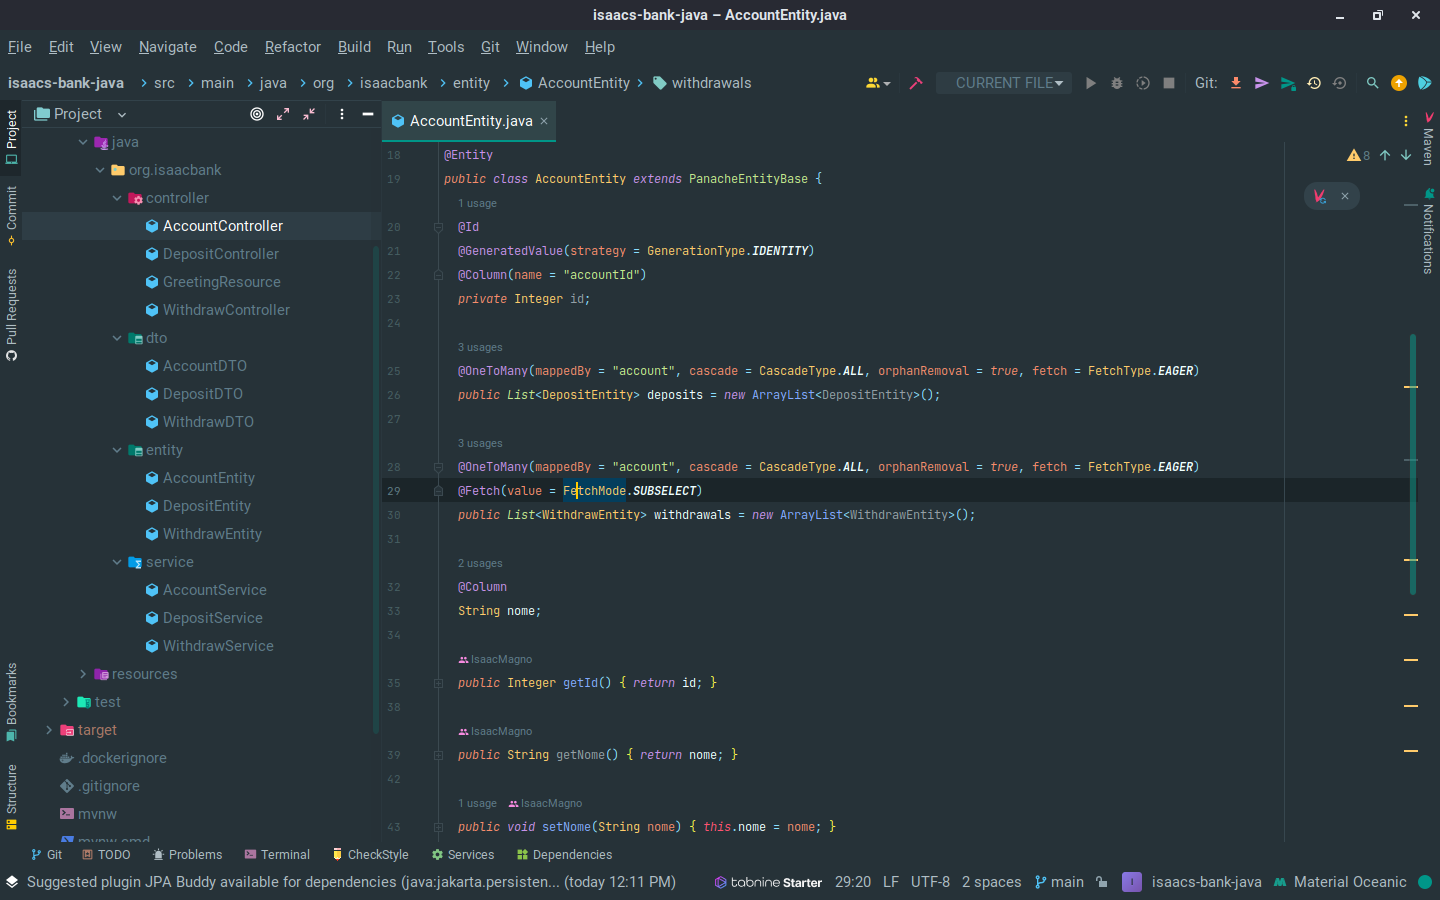 isaacs-bank-java – AccountEntity.java
File Edit View Navigate Code Refactor Build Run Tools Git Window Help
isaacs-bank-java src main java org isaacbank entity AccountEntity withdrawals CURRENT FILE Git:
Project
AccountEntity.java
Project
Commit
Pull Requests
Bookmarks
Structure
java
org.isaacbank
controller
AccountController
DepositController
GreetingResource
WithdrawController
dto
AccountDTO
DepositDTO
WithdrawDTO
entity
AccountEntity
DepositEntity
WithdrawEntity
service
AccountService
DepositService
WithdrawService
resources
test
target
.dockerignore
.gitignore
mvnw
mvnw.cmd
18 @Entity
19 public class AccountEntity extends PanacheEntityBase {
1 usage
20 @Id
21 @GeneratedValue(strategy = GenerationType.IDENTITY)
22 @Column(name = "accountId")
23 private Integer id;
24
3 usages
25 @OneToMany(mappedBy = "account", cascade = CascadeType.ALL, orphanRemoval = true, fetch = FetchType.EAGER)
26 public List<DepositEntity> deposits = new ArrayList<DepositEntity>();
27
3 usages
28 @OneToMany(mappedBy = "account", cascade = CascadeType.ALL, orphanRemoval = true, fetch = FetchType.EAGER)
29 @Fetch(value = FetchMode.SUBSELECT)
30 public List<WithdrawEntity> withdrawals = new ArrayList<WithdrawEntity>();
31
2 usages
32 @Column
33 String nome;
34
IsaacMagno
35 public Integer getId() { return id; }
38
IsaacMagno
39 public String getNome() { return nome; }
42
1 usage IsaacMagno
43 public void setNome(String nome) { this.nome = nome; }
8
Maven
Notifications
Git TODO Problems Terminal CheckStyle Services Dependencies
Suggested plugin JPA Buddy available for dependencies (java:jakarta.persisten... (today 12:11 PM) tabnine Starter 29:20 LF UTF-8 2 spaces main I isaacs-bank-java Material Oceanic